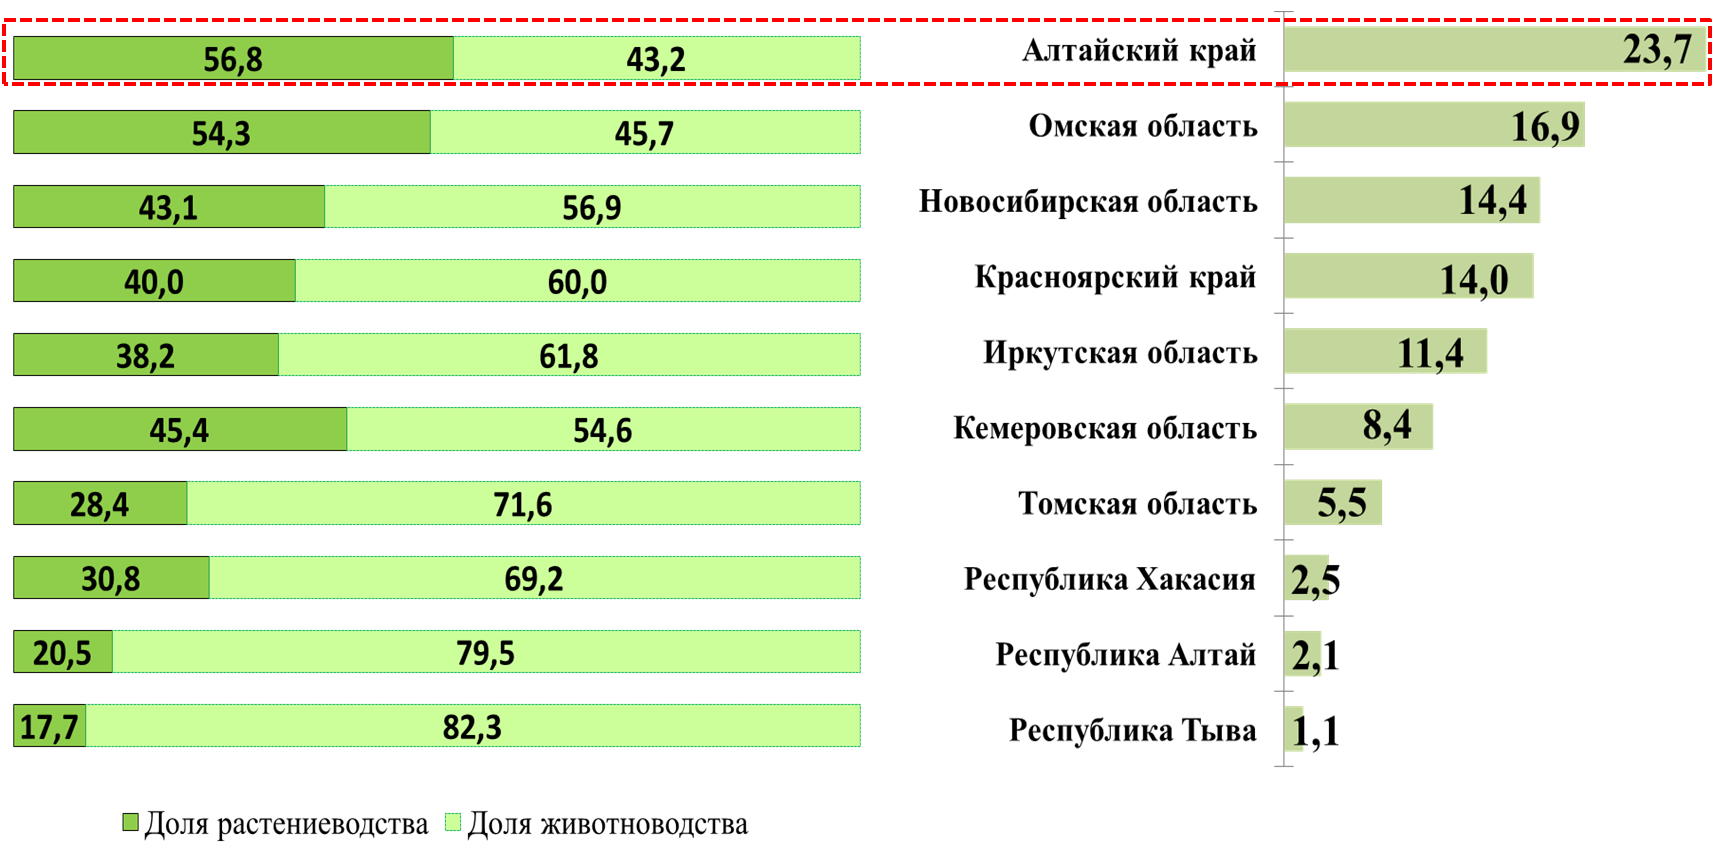 56,8 43,2 Алтайский край 23,7
54,3 45,7 Омская область 16,9
43,1 56,9 Новосибирская область 14,4
40,0 60,0 Красноярский край 14,0
38,2 61,8 Иркутская область 11,4
45,4 54,6 Кемеровская область 8,4
28,4 71,6 Томская область 5,5
30,8 69,2 Республика Хакасия 2,5
20,5 79,5 Республика Алтай 2,1
17,7 82,3 Республика Тыва 1,1
Доля растениеводства Доля животноводства